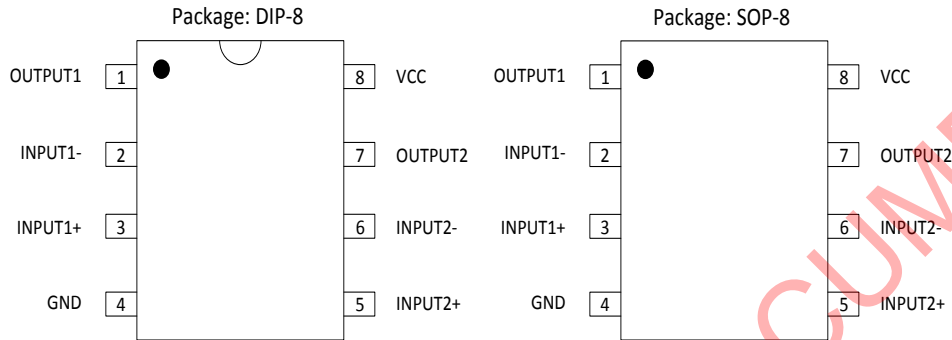 Package: DIP-8
OUTPUT1 1 8 VCC
INPUT1- 2 7 OUTPUT2
INPUT1+ 3 6 INPUT2-
GND 4 5 INPUT2+
Package: SOP-8
OUTPUT1 1 8 VCC
INPUT1- 2 7 OUTPUT2
INPUT1+ 3 6 INPUT2-
GND 4 5 INPUT2+